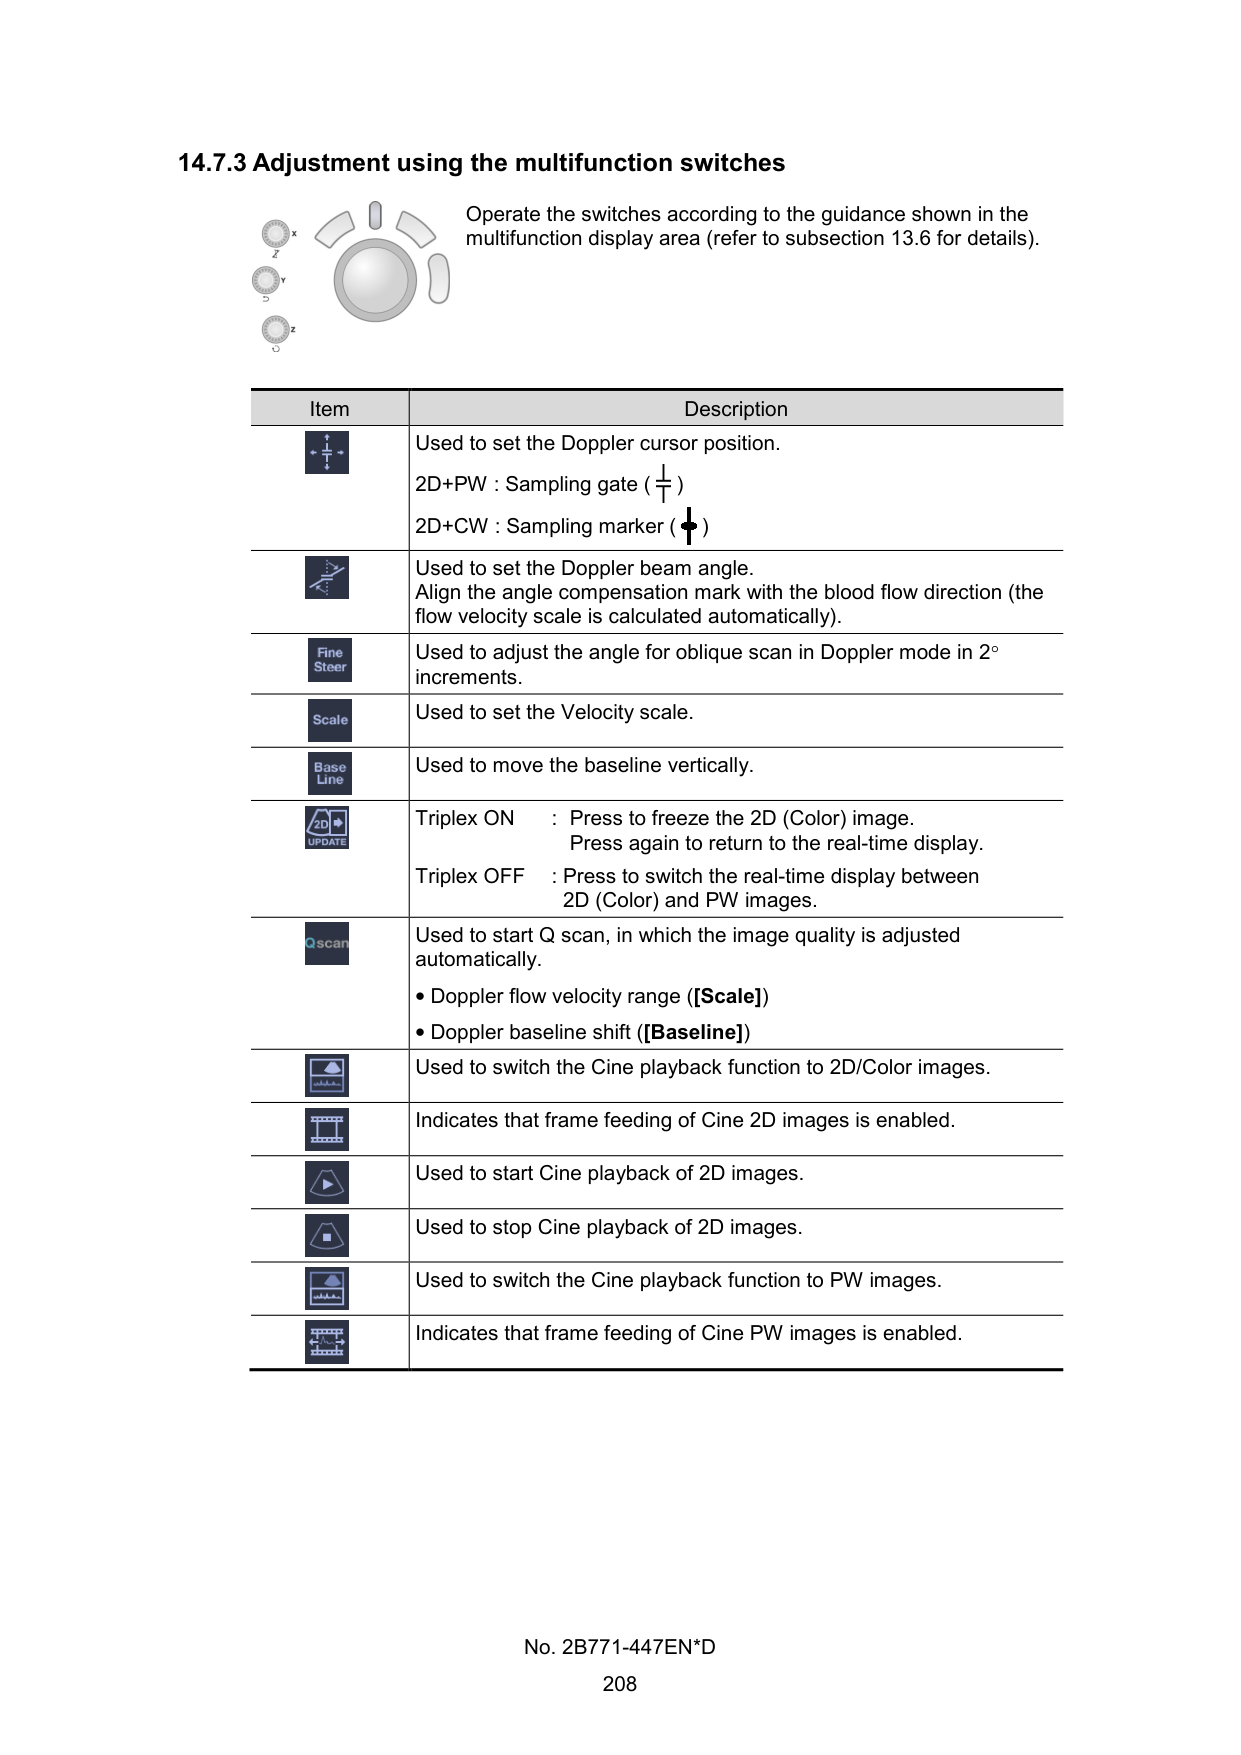 14.7.3 Adjustment using the multifunction switches
X
Y
Z
Operate the switches according to the guidance shown in the
multifunction display area (refer to subsection 13.6 for details).
Item Description
Used to set the Doppler cursor position.
2D+PW : Sampling gate ( )
2D+CW : Sampling marker ( )
Used to set the Doppler beam angle.
Align the angle compensation mark with the blood flow direction (the
flow velocity scale is calculated automatically).
Fine
Steer
Used to adjust the angle for oblique scan in Doppler mode in 2°
increments.
Scale
Used to set the Velocity scale.
Base
Line
Used to move the baseline vertically.
2D
UPDATE
Triplex ON : Press to freeze the 2D (Color) image.
Press again to return to the real-time display.
Triplex OFF : Press to switch the real-time display between
2D (Color) and PW images.
Qscan
Used to start Q scan, in which the image quality is adjusted
automatically.
• Doppler flow velocity range ([Scale])
• Doppler baseline shift ([Baseline])
Used to switch the Cine playback function to 2D/Color images.
Indicates that frame feeding of Cine 2D images is enabled.
Used to start Cine playback of 2D images.
Used to stop Cine playback of 2D images.
Used to switch the Cine playback function to PW images.
Indicates that frame feeding of Cine PW images is enabled.
No. 2B771-447EN*D
208